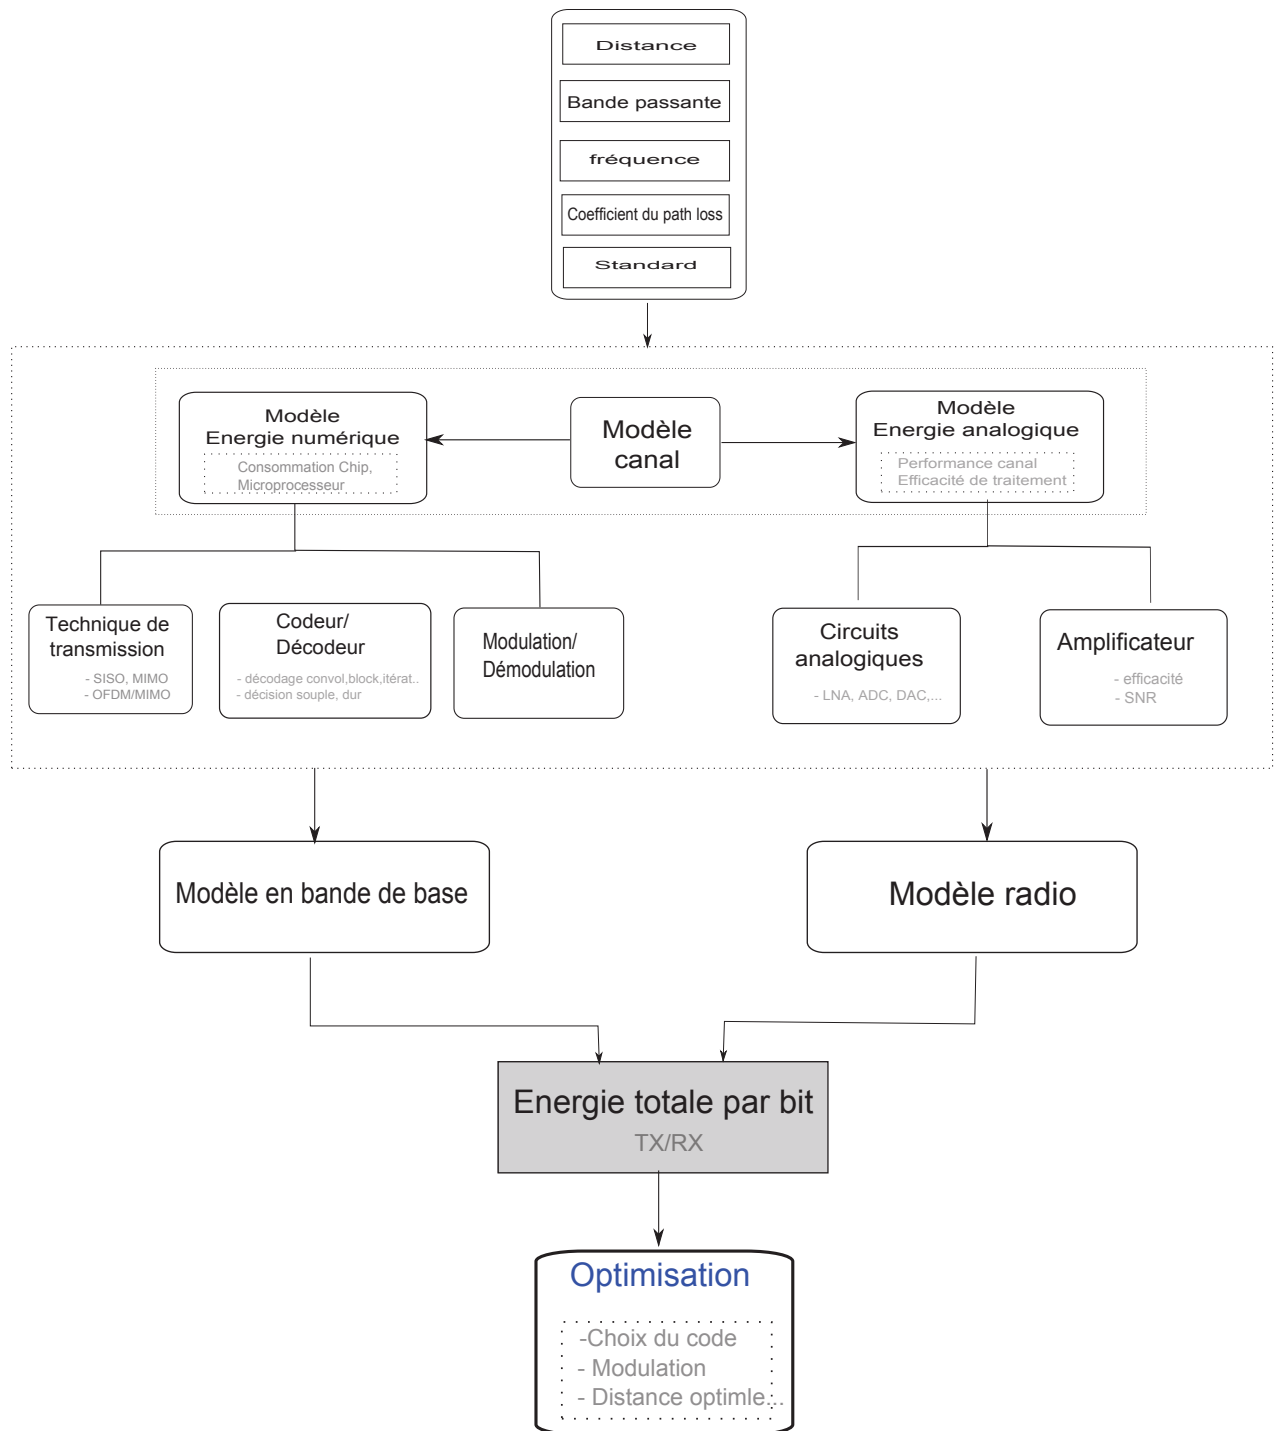 Distance
Bande passante
fréquence
Coefficient du path loss
Standard
Modèle
Energie numérique
Consommation Chip,
Microprocesseur
Modèle
canal
Modèle
Energie analogique
Performance canal
Efficacité de traitement
Technique de
transmission
- SISO, MIMO
- OFDM/MIMO
Codeur/
Décodeur
- décodage convol,block,itérat..
- décision souple, dur
Modulation/
Démodulation
Circuits
analogiques
- LNA, ADC, DAC,...
Amplificateur
- efficacité
- SNR
Modèle en bande de base
Modèle radio
Energie totale par bit
TX/RX
Optimisation
-Choix du code
- Modulation
- Distance optimle...